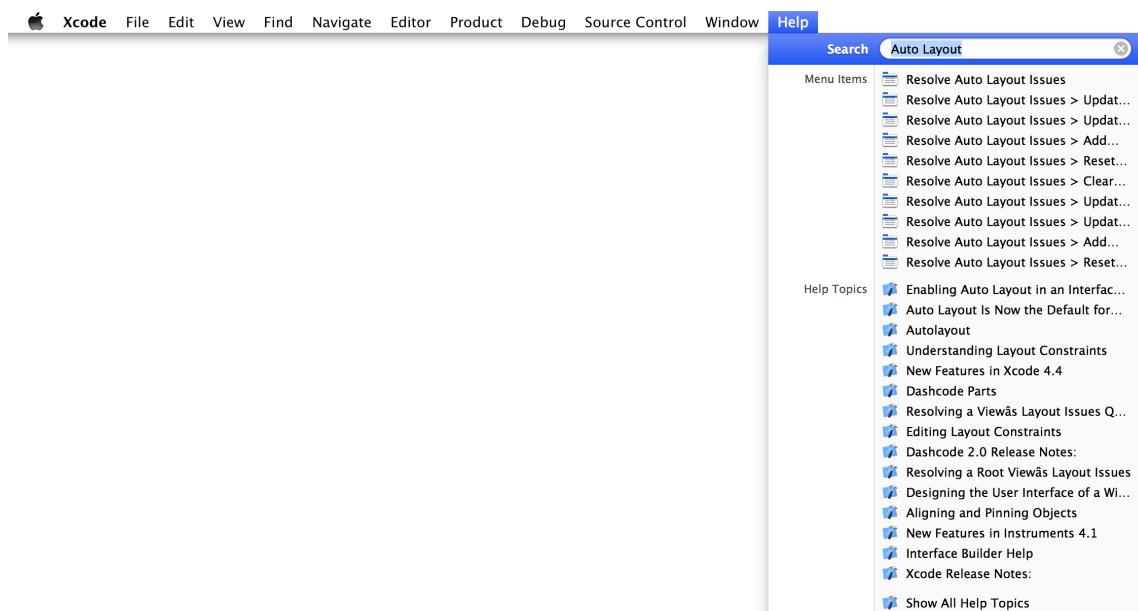 Xcode File Edit View Find Navigate Editor Product Debug Source Control Window Help
Search Auto Layout
Menu Items Resolve Auto Layout Issues
Resolve Auto Layout Issues > Updat...
Resolve Auto Layout Issues > Updat...
Resolve Auto Layout Issues > Add...
Resolve Auto Layout Issues > Reset...
Resolve Auto Layout Issues > Clear...
Resolve Auto Layout Issues > Updat...
Resolve Auto Layout Issues > Updat...
Resolve Auto Layout Issues > Add...
Resolve Auto Layout Issues > Reset...
Help Topics Enabling Auto Layout in an Interfac...
Auto Layout Is Now the Default for...
Autolayout
Understanding Layout Constraints
New Features in Xcode 4.4
Dashcode Parts
Resolving a Viewâs Layout Issues Q...
Editing Layout Constraints
Dashcode 2.0 Release Notes:
Resolving a Root Viewâs Layout Issues
Designing the User Interface of a Wi...
Aligning and Pinning Objects
New Features in Instruments 4.1
Interface Builder Help
Xcode Release Notes:
Show All Help Topics